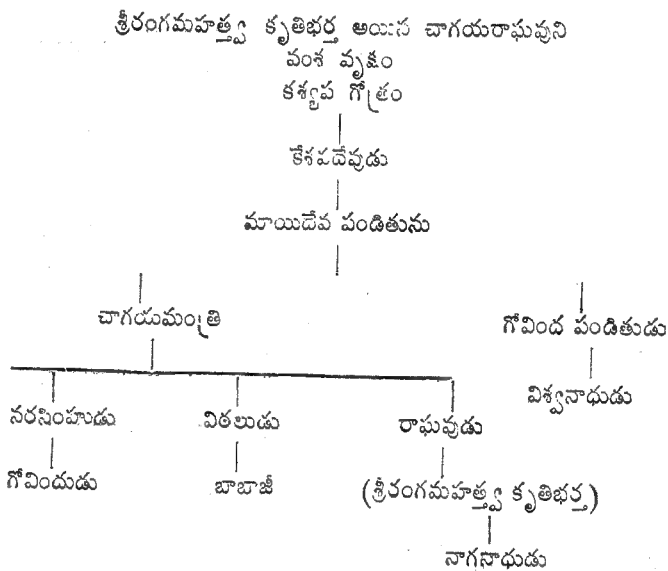 శ్రీరంగమహత్త్వ కృతిభర్త అయిన చాగయరాఘవుని
వంశ వృక్షం
కశ్యప గోత్రం
కేశవదేవుడు
మాయిదేవ పండితును
చాగయమంత్రి
గోవింద పండితుడు
నరసింహుడు
విఠలుడు
రాఘవుడు
విశ్వనాధుడు
గోవిందుడు
బాబాజీ
(శ్రీరంగమహత్త్వ కృతిభర్త)
నాగనాధుడు